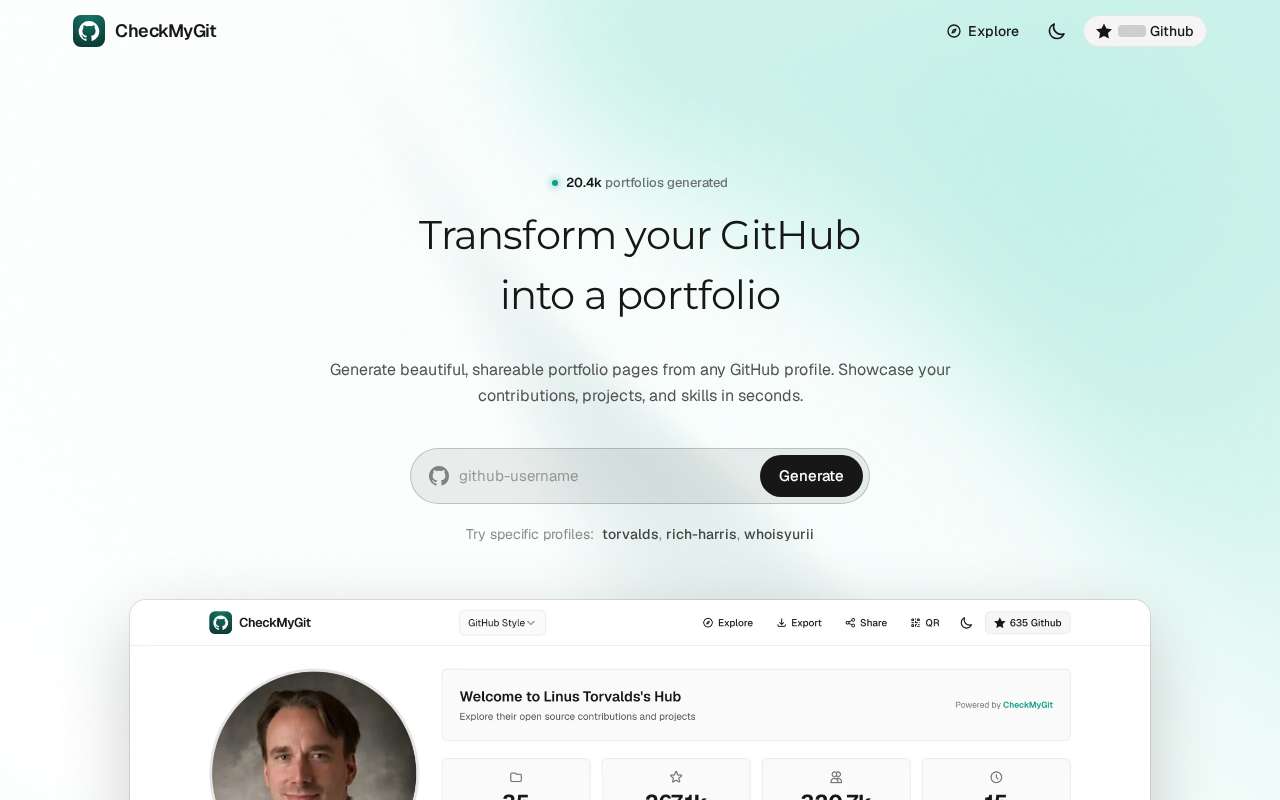 CheckMyGit
Explore
Github
20.4k portfolios generated
Transform your GitHub
into a portfolio
Generate beautiful, shareable portfolio pages from any GitHub profile. Showcase your
contributions, projects, and skills in seconds.
github-username
Generate
Try specific profiles: torvalds, rich-harris, whoisyurii
CheckMyGit
GitHub Style
Explore
Export
Share
QR
635 Github
Welcome to Linus Torvalds's Hub
Explore their open source contributions and projects
Powered by CheckMyGit